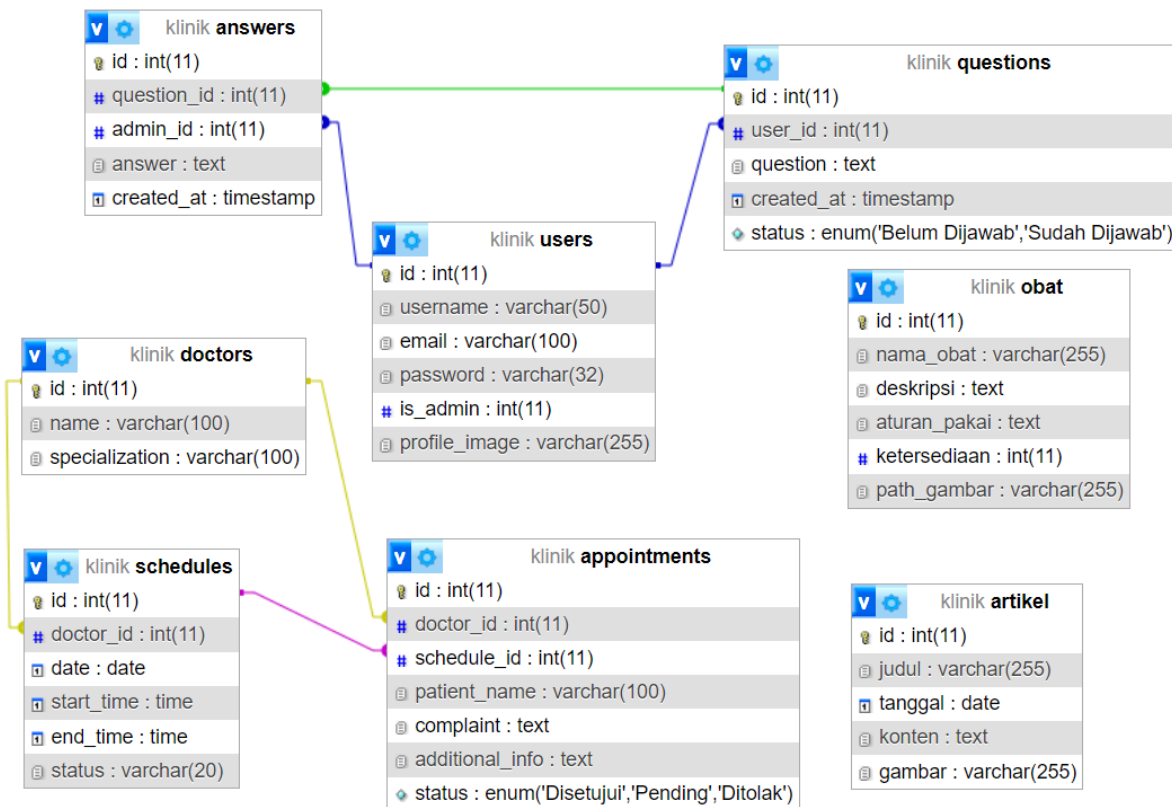 klinik answers
id : int(11)
question_id : int(11)
admin_id : int(11)
answer : text
created_at : timestamp
klinik questions
id : int(11)
user_id : int(11)
question : text
created_at : timestamp
status : enum('Belum Dijawab','Sudah Dijawab')
klinik users
id : int(11)
username : varchar(50)
email : varchar(100)
password : varchar(32)
is_admin : int(11)
profile_image : varchar(255)
klinik obat
id : int(11)
nama_obat : varchar(255)
deskripsi : text
aturan_pakai : text
ketersediaan : int(11)
path_gambar : varchar(255)
klinik doctors
id : int(11)
name : varchar(100)
specialization : varchar(100)
klinik schedules
id : int(11)
doctor_id : int(11)
date : date
start_time : time
end_time : time
status : varchar(20)
klinik appointments
id : int(11)
doctor_id : int(11)
schedule_id : int(11)
patient_name : varchar(100)
complaint : text
additional_info : text
status : enum('Disetujui','Pending','Ditolak')
klinik artikel
id : int(11)
judul : varchar(255)
tanggal : date
konten : text
gambar : varchar(255)